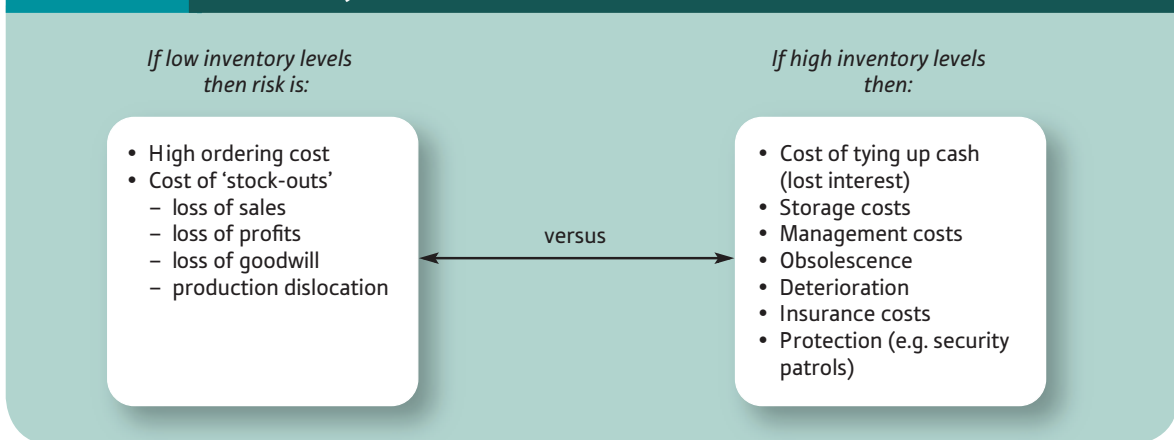 If low inventory levels
then risk is:
• High ordering cost
• Cost of ‘stock-outs’
– loss of sales
– loss of profits
– loss of goodwill
– production dislocation
versus
If high inventory levels
then:
• Cost of tying up cash
(lost interest)
• Storage costs
• Management costs
• Obsolescence
• Deterioration
• Insurance costs
• Protection (e.g. security
patrols)